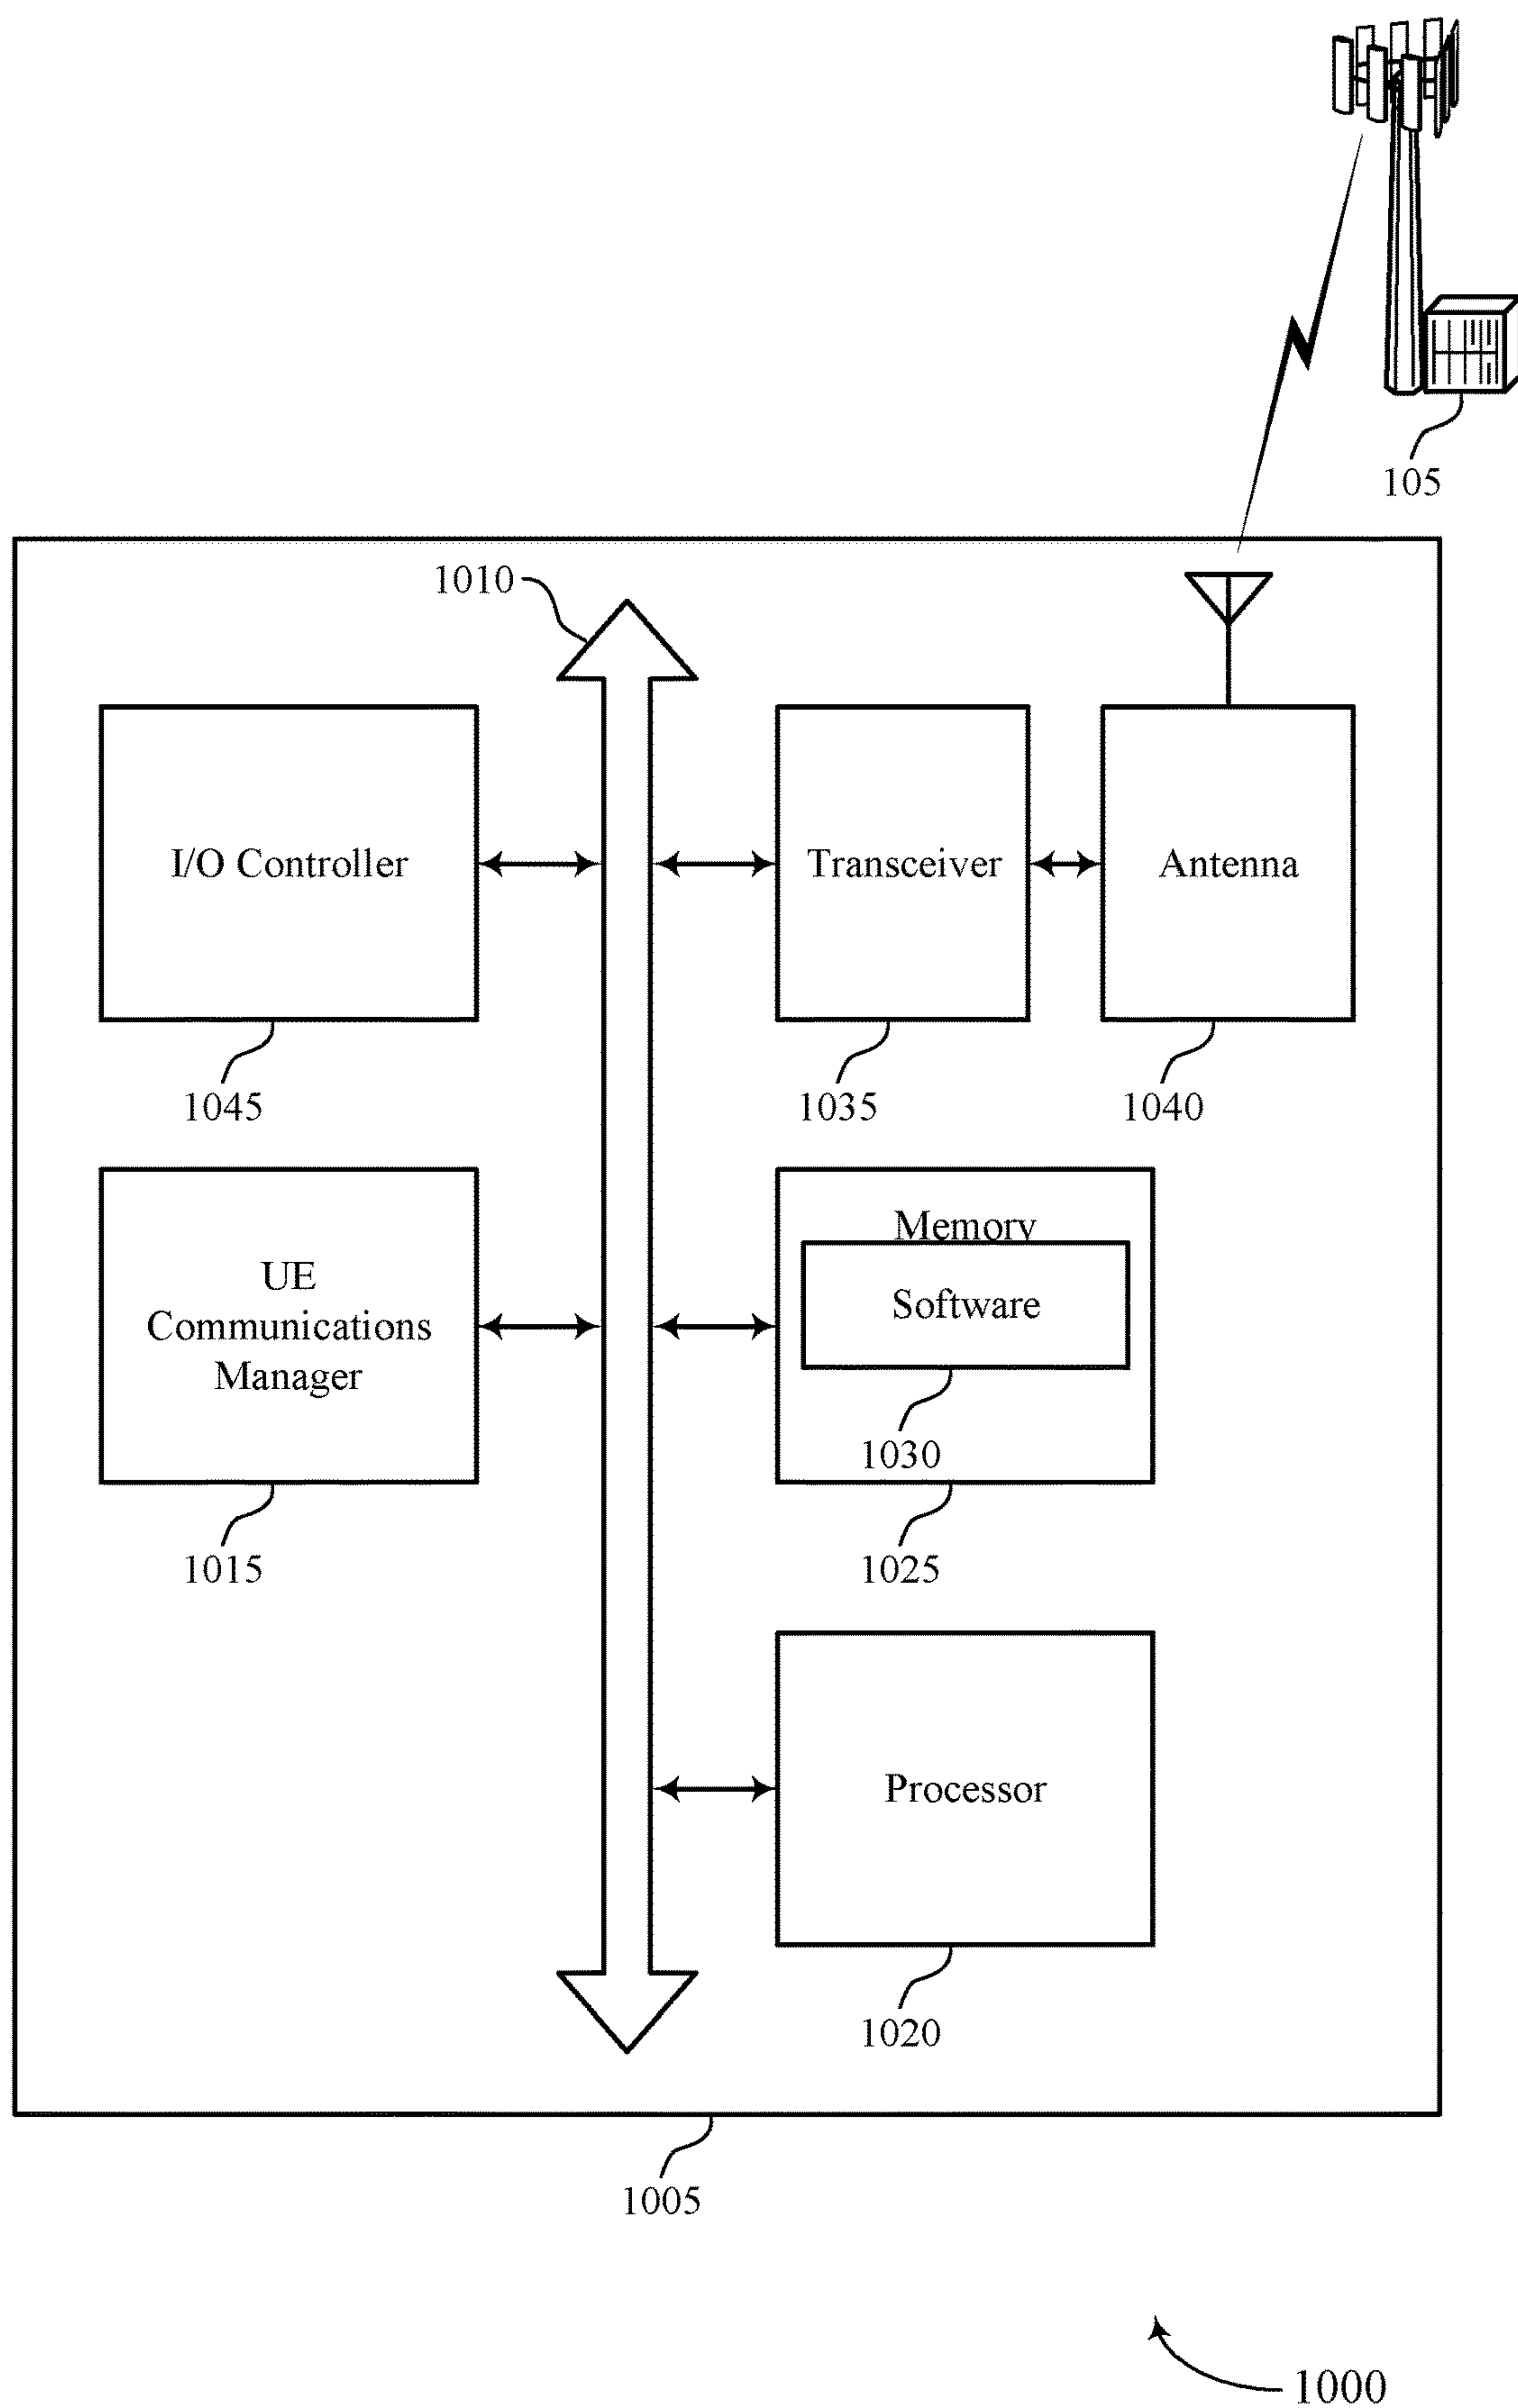 105
1010
I/O Controller
Transceiver
Antenna
1045
1035
1040
UE
Communications
Manager
Memory
Software
1030
1015
1025
Processor
1020
1005
1000